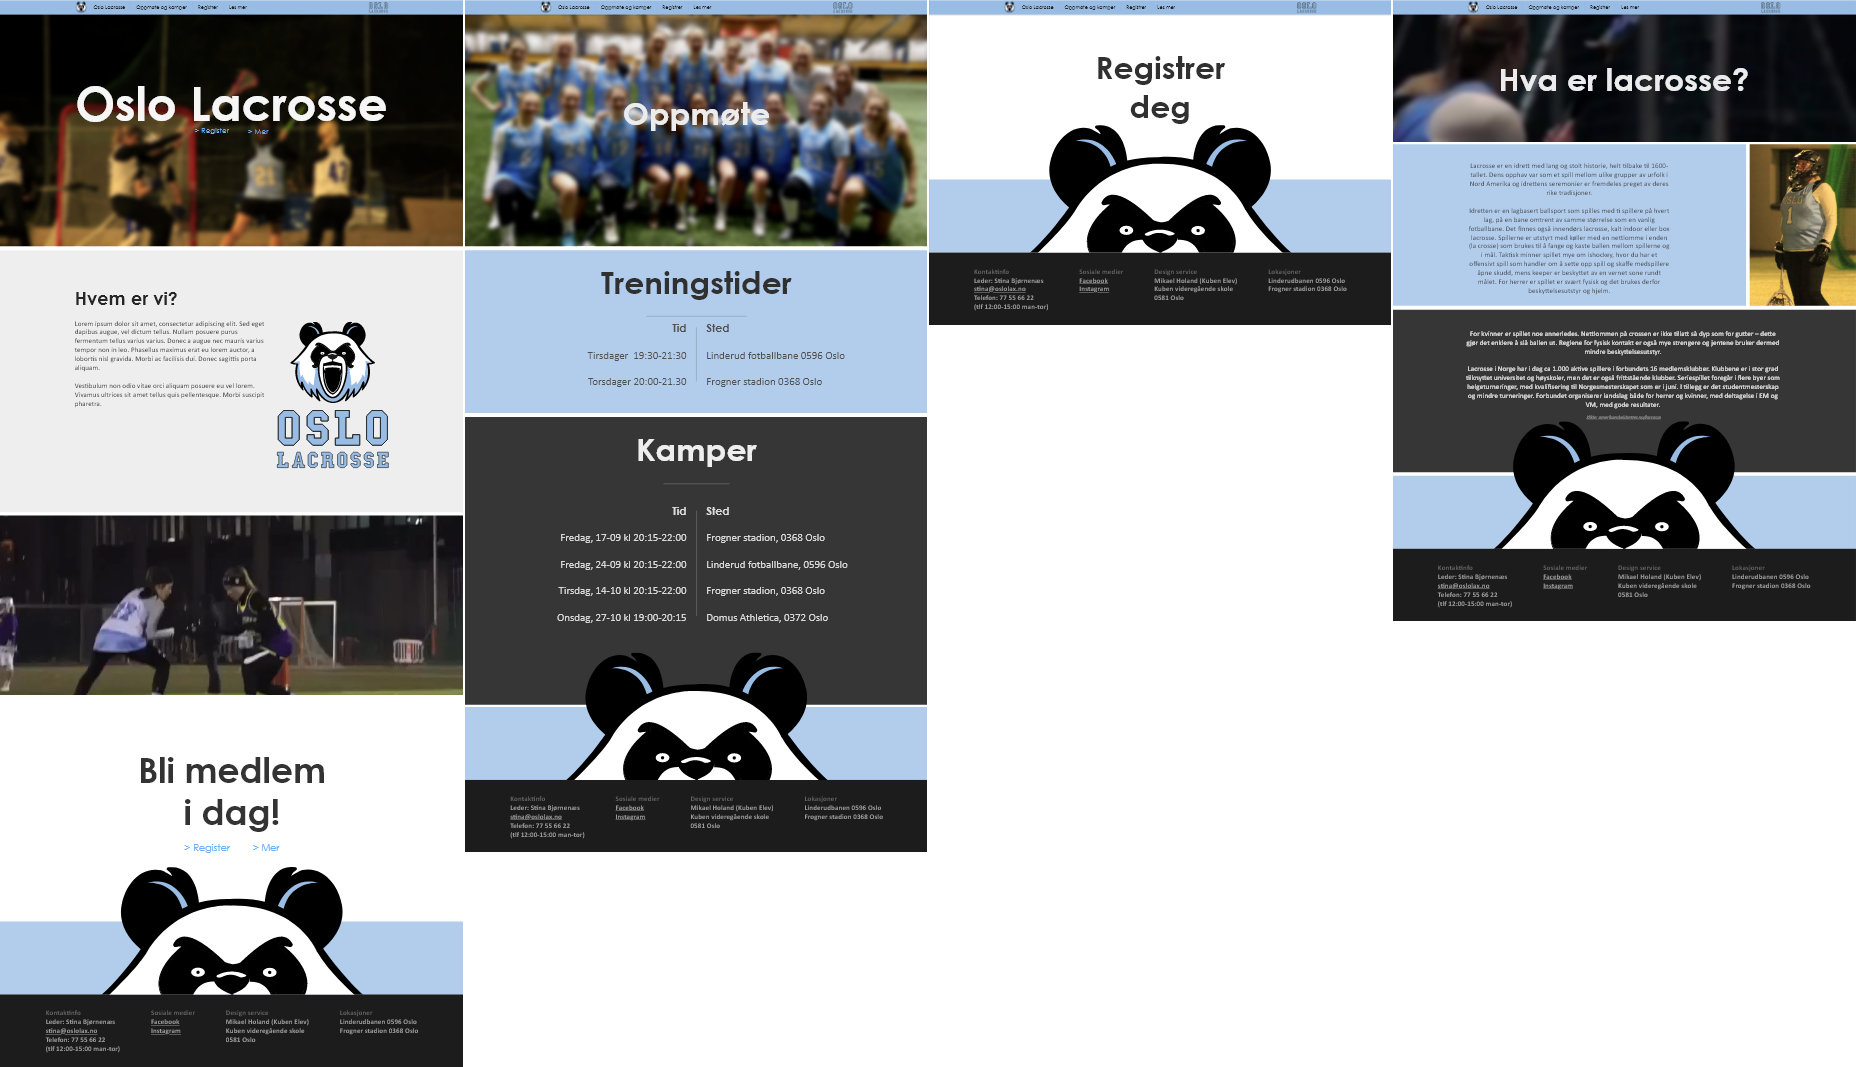 Oslo Lacrosse Oppmøte og kamper Register Les mer OSLO LACROSSE
Oslo Lacrosse
> Register > Mer
Hvem er vi?
Lorem ipsum dolor sit amet, consectetur adipiscing elit. Sed eget
dapibus augue, vel dictum tellus. Nullam posuere purus
fermentum tellus varius varius. Donec a augue nec mauris varius
tempor non in leo. Phasellus maximus erat eu lorem auctor, a
lobortis nisl gravida. Morbi ac facilisis dui. Donec sagittis porta
aliquam.
Vestibulum non odio vitae orci aliquam posuere eu vel lorem.
Vivamus ultrices sit amet tellus quis pellentesque. Morbi suscipit
pharetra.
OSLO
LACROSSE
Bli medlem
i dag!
> Register > Mer
Kontaktinfo
Leder: Stina Bjørnenæs
stina@oslolax.no
Telefon: 77 55 66 22
(tlf 12:00-15:00 man-tor)
Sosiale medier
Facebook
Instagram
Design service
Mikael Holand (Kuben Elev)
Kuben videregående skole
0581 Oslo
Lokasjoner
Linderudbanen 0596 Oslo
Frogner stadion 0368 Oslo
Oslo Lacrosse Oppmøte og kamper Register Les mer OSLO LACROSSE
Oppmøte
Treningstider
Tid Sted
Tirsdager 19:30-21:30 Linderud fotballbane 0596 Oslo
Torsdager 20:00-21.30 Frogner stadion 0368 Oslo
Kamper
Tid Sted
Fredag, 17-09 kl 20:15-22:00 Frogner stadion, 0368 Oslo
Fredag, 24-09 kl 20:15-22:00 Linderud fotballbane, 0596 Oslo
Tirsdag, 14-10 kl 20:15-22:00 Frogner stadion, 0368 Oslo
Onsdag, 27-10 kl 19:00-20:15 Domus Athletica, 0372 Oslo
Kontaktinfo
Leder: Stina Bjørnenæs
stina@oslolax.no
Telefon: 77 55 66 22
(tlf 12:00-15:00 man-tor)
Sosiale medier
Facebook
Instagram
Design service
Mikael Holand (Kuben Elev)
Kuben videregående skole
0581 Oslo
Lokasjoner
Linderudbanen 0596 Oslo
Frogner stadion 0368 Oslo
Oslo Lacrosse Oppmøte og kamper Register Les mer OSLO LACROSSE
Registrer
deg
Kontaktinfo
Leder: Stina Bjørnenæs
stina@oslolax.no
Telefon: 77 55 66 22
(tlf 12:00-15:00 man-tor)
Sosiale medier
Facebook
Instagram
Design service
Mikael Holand (Kuben Elev)
Kuben videregående skole
0581 Oslo
Lokasjoner
Linderudbanen 0596 Oslo
Frogner stadion 0368 Oslo
Oslo Lacrosse Oppmøte og kamper Register Les mer OSLO LACROSSE
Hva er lacrosse?
Lacrosse er en idrett med lang og stolt historie, helt tilbake til 1600-
tallet. Dens opphav var som et spill mellom ulike grupper av urfolk i
Nord Amerika og idrettens seremonier er fremdeles preget av deres
rike tradisjoner.
Idretten er en lagbasert ballsport som spilles med ti spillere på hvert
lag, på en bane omtrent av samme størrelse som en vanlig
fotballbane. Det finnes også innendørs lacrosse, kalt indoor eller box
lacrosse. Spillerne er utstyrt med køller med en nettlomme i enden
(la crosse) som brukes til å fange og kaste ballen mellom spillerne og
i mål. Taktisk minner spillet mye om ishockey, hvor du har et
offensivt spill som handler om å sette opp spill og skaffe medspillere
åpne skudd, mens keeper er beskyttet av en vernet sone rundt
målet. For herrer er spillet er svært fysisk og det brukes derfor
beskyttelsesutstyr og hjelm.
OSLO
1
For kvinner er spillet noe annerledes. Nettlommen på crossen er ikke tillatt så dyp som for gutter – dette
gjør det enklere å slå ballen ut. Reglene for fysisk kontakt er også mye strengere og jentene bruker dermed
mindre beskyttelsesutstyr.
Lacrosse i Norge har i dag ca 1.000 aktive spillere i forbundets 16 medlemsklubber. Klubbene er i stor grad
tilknyttet universitet og høyskoler, men det er også frittstående klubber. Seriespillet foregår i flere byer som
helgeturneringer, med kvalifisering til Norgesmesterskapet som er i juni. I tillegg er det studentmesterskap
og mindre turneringer. Forbundet organiserer landslag både for herrer og kvinner, med deltagelse i EM og
VM, med gode resultater.
Kontaktinfo
Leder: Stina Bjørnenæs
stina@oslolax.no
Telefon: 77 55 66 22
(tlf 12:00-15:00 man-tor)
Sosiale medier
Facebook
Instagram
Design service
Mikael Holand (Kuben Elev)
Kuben videregående skole
0581 Oslo
Lokasjoner
Linderudbanen 0596 Oslo
Frogner stadion 0368 Oslo